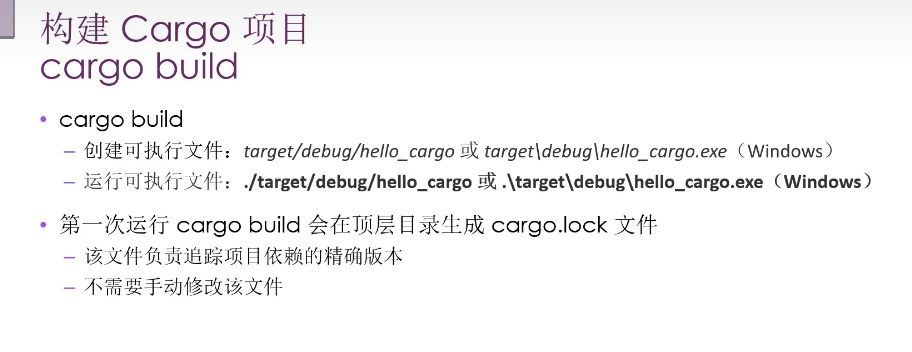 构建 Cargo 项目
cargo build
• cargo build
– 创建可执行文件：target/debug/hello_cargo 或 target\debug\hello_cargo.exe（Windows）
– 运行可执行文件：./target/debug/hello_cargo 或 .\target\debug\hello_cargo.exe（Windows）
• 第一次运行 cargo build 会在顶层目录生成 cargo.lock 文件
– 该文件负责追踪项目依赖的精确版本
– 不需要手动修改该文件